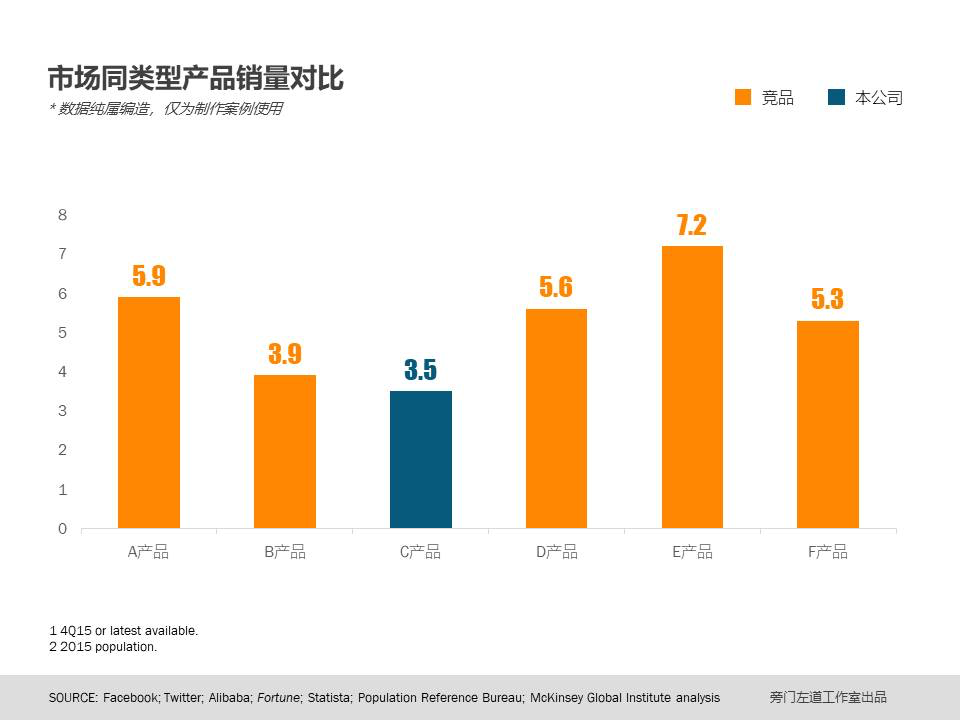 市场同类型产品销量对比
* 数据纯属编造，仅为制作案例使用
竞品 本公司
8
7
6
5
4
3
2
1
0
5.9
3.9
3.5
5.6
7.2
5.3
A产品 B产品 C产品 D产品 E产品 F产品
1 4Q15 or latest available.
2 2015 population.
SOURCE: Facebook; Twitter; Alibaba; Fortune; Statista; Population Reference Bureau; McKinsey Global Institute analysis 旁门左道工作室出品